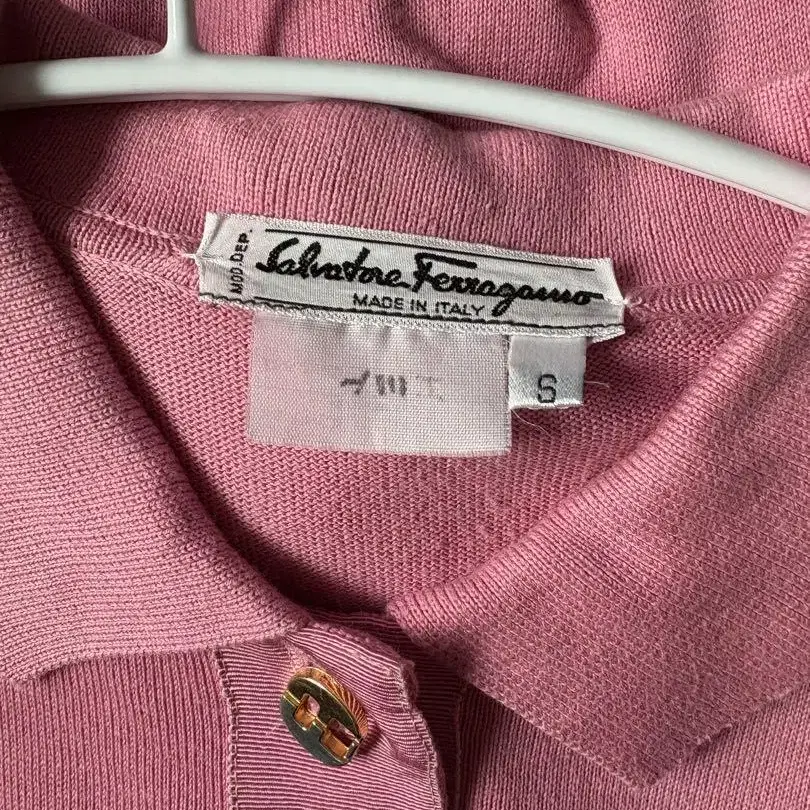 MOD. DEP.
Salvatore Ferragamo
MADE IN ITALY
S